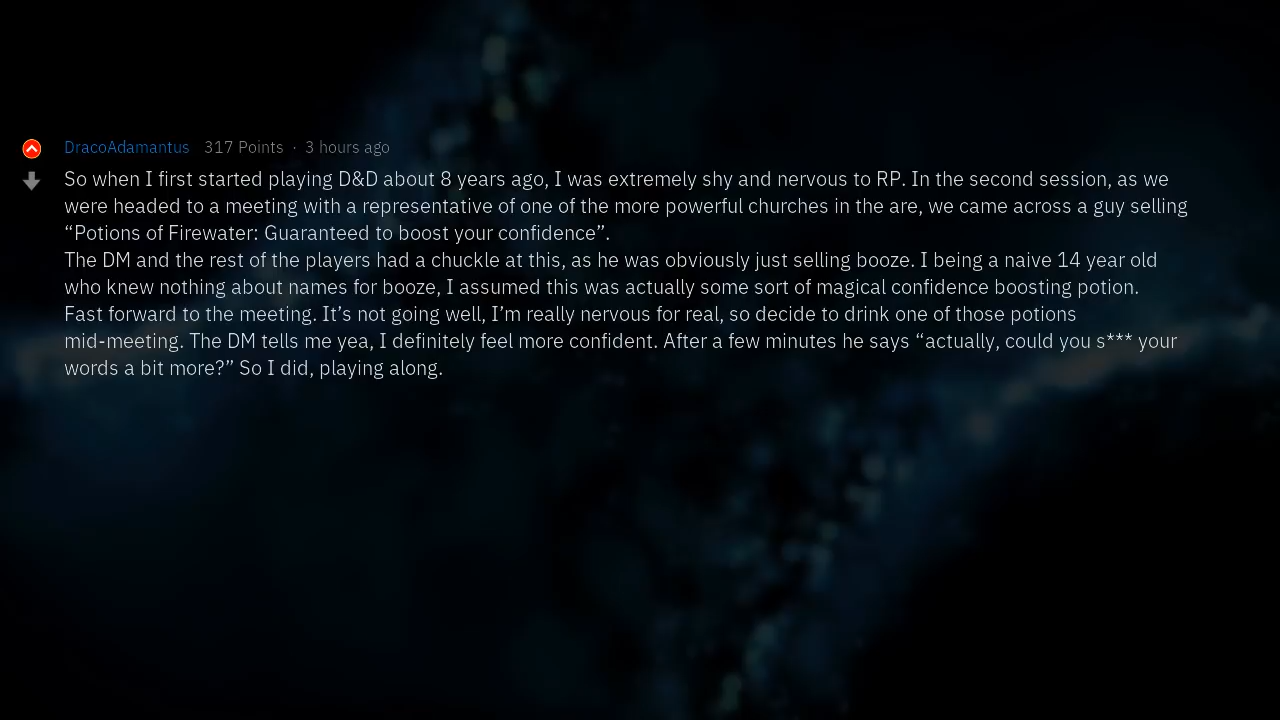 DracoAdamantus 317 Points · 3 hours ago
So when I first started playing D&D about 8 years ago, I was extremely shy and nervous to RP. In the second session, as we
were headed to a meeting with a representative of one of the more powerful churches in the are, we came across a guy selling
“Potions of Firewater: Guaranteed to boost your confidence”.
The DM and the rest of the players had a chuckle at this, as he was obviously just selling booze. I being a naive 14 year old
who knew nothing about names for booze, I assumed this was actually some sort of magical confidence boosting potion.
Fast forward to the meeting. It’s not going well, I’m really nervous for real, so decide to drink one of those potions
mid-meeting. The DM tells me yea, I definitely feel more confident. After a few minutes he says “actually, could you s*** your
words a bit more?” So I did, playing along.